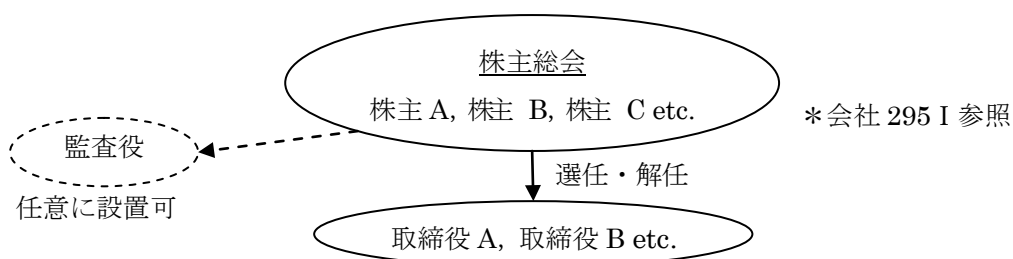 株主総会
株主 A, 株主 B, 株主 C etc.
＊会社 295 I 参照
監査役
選任・解任
任意に設置可
取締役 A, 取締役 B etc.